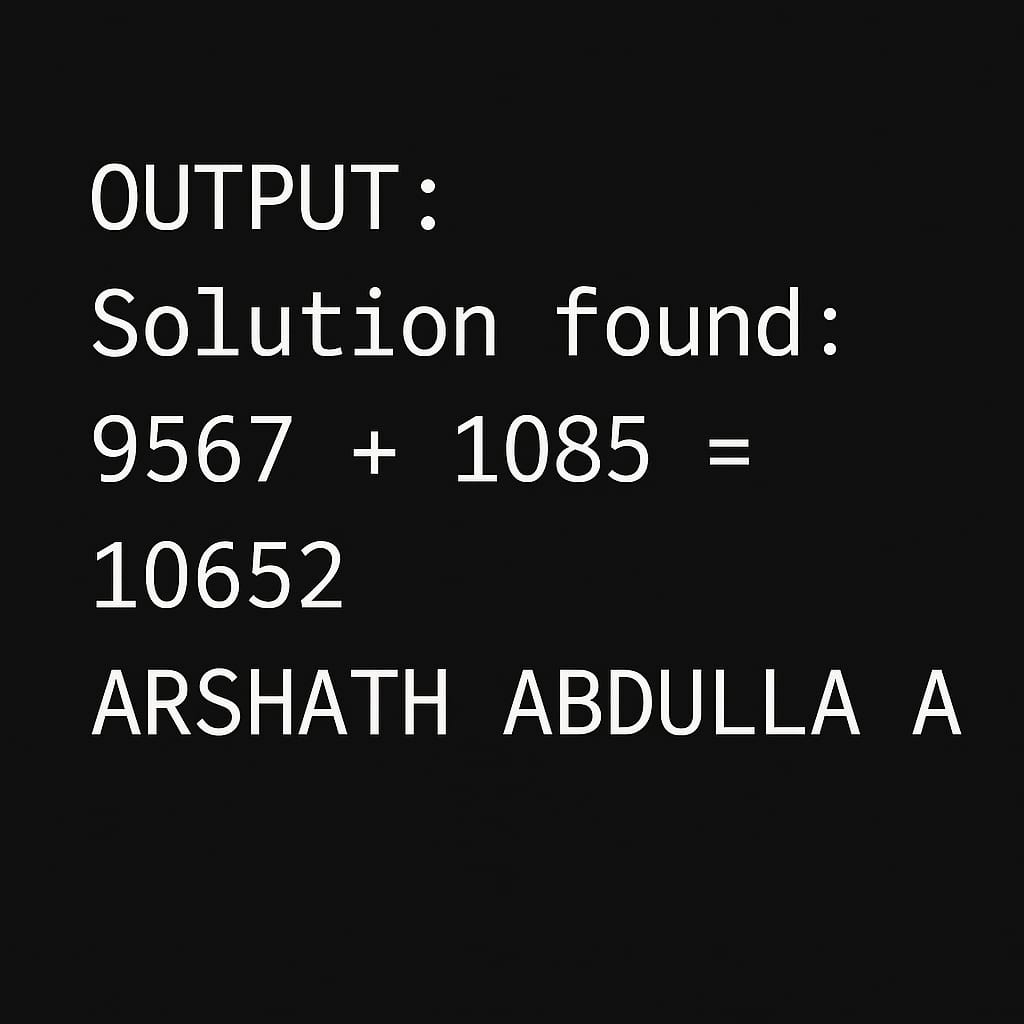 OUTPUT:
Solution found:
9567 + 1085 =
10652
ARSHATH ABDULLA A